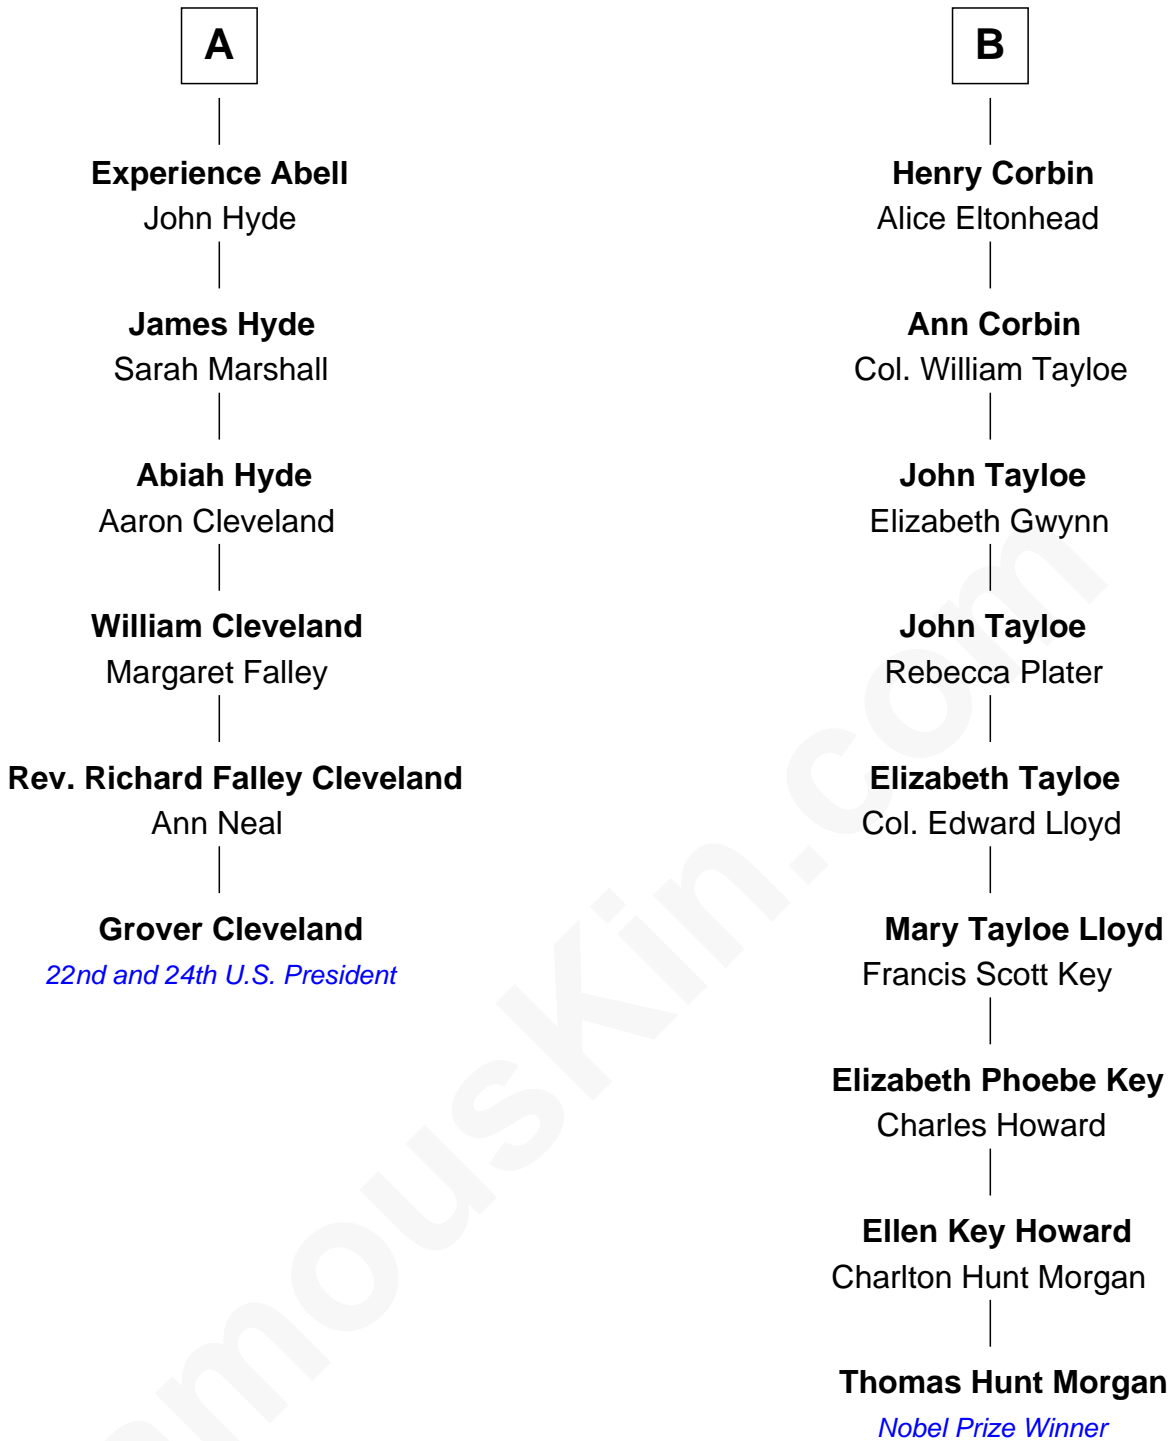 A
Experience Abell
John Hyde
James Hyde
Sarah Marshall
Abiah Hyde
Aaron Cleveland
William Cleveland
Margaret Falley
Rev. Richard Falley Cleveland
Ann Neal
Grover Cleveland
22nd and 24th U.S. President
B
Henry Corbin
Alice Eltonhead
Ann Corbin
Col. William Tayloe
John Tayloe
Elizabeth Gwynn
John Tayloe
Rebecca Plater
Elizabeth Tayloe
Col. Edward Lloyd
Mary Tayloe Lloyd
Francis Scott Key
Elizabeth Phoebe Key
Charles Howard
Ellen Key Howard
Charlton Hunt Morgan
Thomas Hunt Morgan
Nobel Prize Winner
amousKin.com